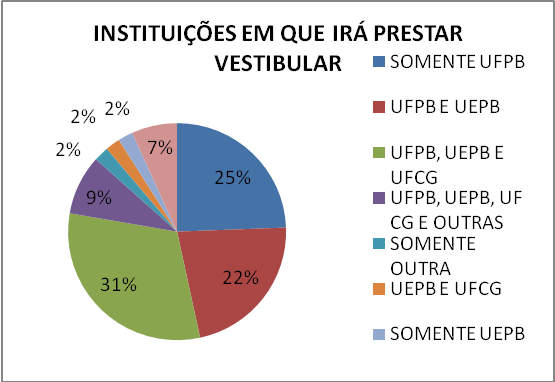 INSTITUIÇÕES EM QUE IRÁ PRESTAR
VESTIBULAR
SOMENTE UFPB
UFPB E UEPB
UFPB, UEPB E
UFCG
UFPB, UEPB, UF
CG E OUTRAS
SOMENTE
OUTRA
UEPB E UFCG
SOMENTE UEPB
25%
22%
31%
9%
2%
2%
2%
7%